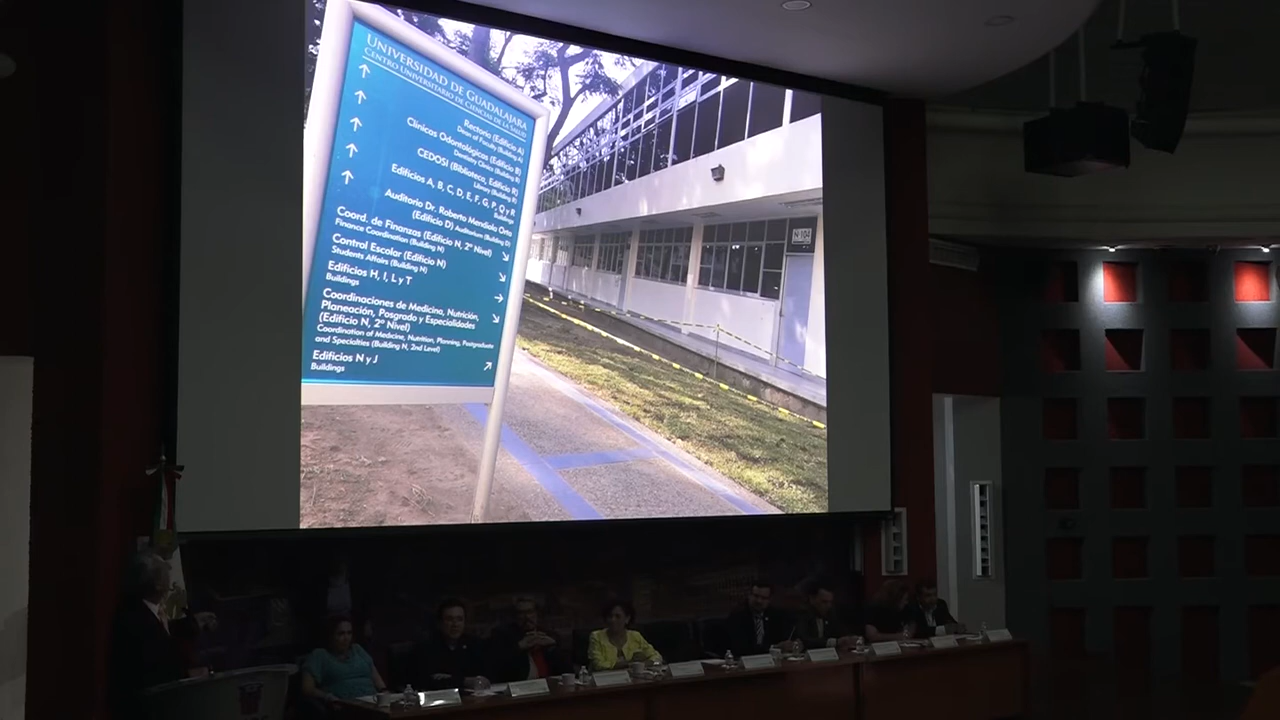 UNIVERSIDAD DE GUADALAJARA
CENTRO UNIVERSITARIO DE CIENCIAS DE LA SALUD
Rectoría (Edificio A)
Dean of Faculty (Building A)
Clínicas Odontológicas (Edificio B)
Dentistry Clinics (Building B)
CEDOSI (Biblioteca, Edificio R)
Library (Building R)
Edificios A, B, C, D, E, F, G, P, Q y R
Buildings
Auditorio Dr. Roberto Mendiola Orta
(Edificio D) Auditorium (Building D)
Coord. de Finanzas (Edificio N, 2º Nivel)
Finance Coordination (Building N)
Control Escolar (Edificio N)
Students Affairs (Building N)
Edificios H, I, L y T
Buildings
Coordinaciones de Medicina, Nutrición,
Planeación, Posgrado y Especialidades
(Edificio N, 2º Nivel)
Coordination of Medicine, Nutrition, Planning, Postgraduate
and Specialties (Building N, 2nd Level)
Edificios N y J
Buildings
N 104